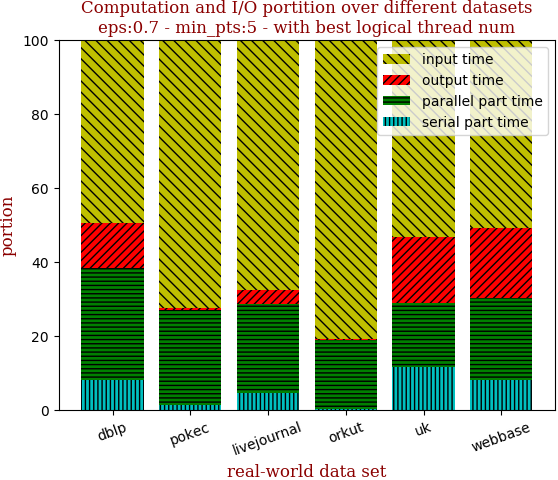 Computation and I/O portition over different datasets
eps:0.7 - min_pts:5 - with best logical thread num
100
80
60
40
20
0
portion
input time
output time
parallel part time
serial part time
dblp
pokec
livejournal
orkut
uk
webbase
real-world data set